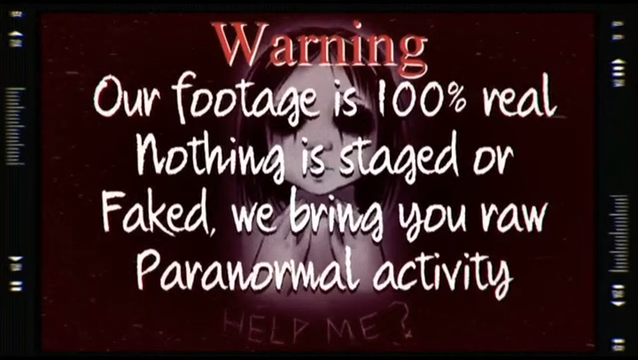 Warning
Our footage is 100% real
Nothing is staged or
Faked, we bring you raw
Paranormal activity
HELP ME?